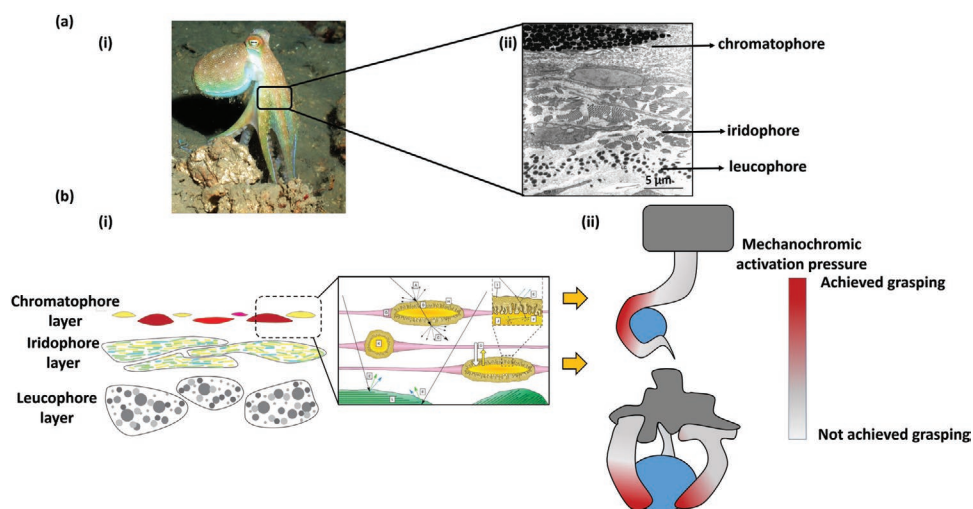 (a)
(i)
(ii)
chromatophore
iridophore
leucophore
5 µm
(b)
(i)
(ii)
Chromatophore
layer
Iridophore
layer
Leucophore
layer
Mechanochromic
activation pressure
Achieved grasping
Not achieved grasping